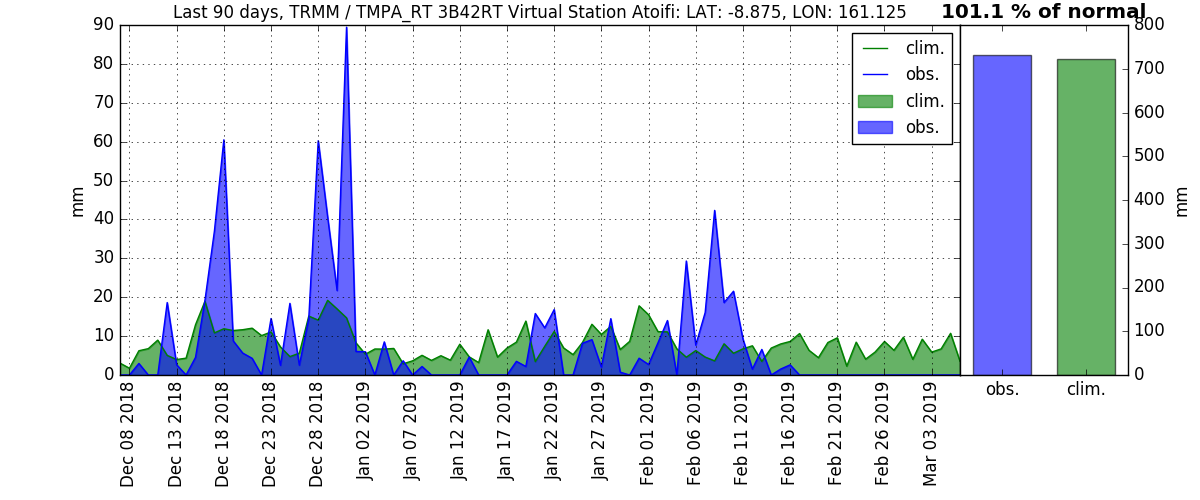 Last 90 days, TRMM / TMPA_RT 3B42RT Virtual Station Atoifi: LAT: -8.875, LON: 161.125
101.1 % of normal
90
80
70
60
50
40
30
20
10
0
mm
clim.
obs.
clim.
obs.
Dec 08 2018
Dec 13 2018
Dec 18 2018
Dec 23 2018
Dec 28 2018
Jan 02 2019
Jan 07 2019
Jan 12 2019
Jan 17 2019
Jan 22 2019
Jan 27 2019
Feb 01 2019
Feb 06 2019
Feb 11 2019
Feb 16 2019
Feb 21 2019
Feb 26 2019
Mar 03 2019
800
700
600
500
400
300
200
100
0
mm
obs.
clim.